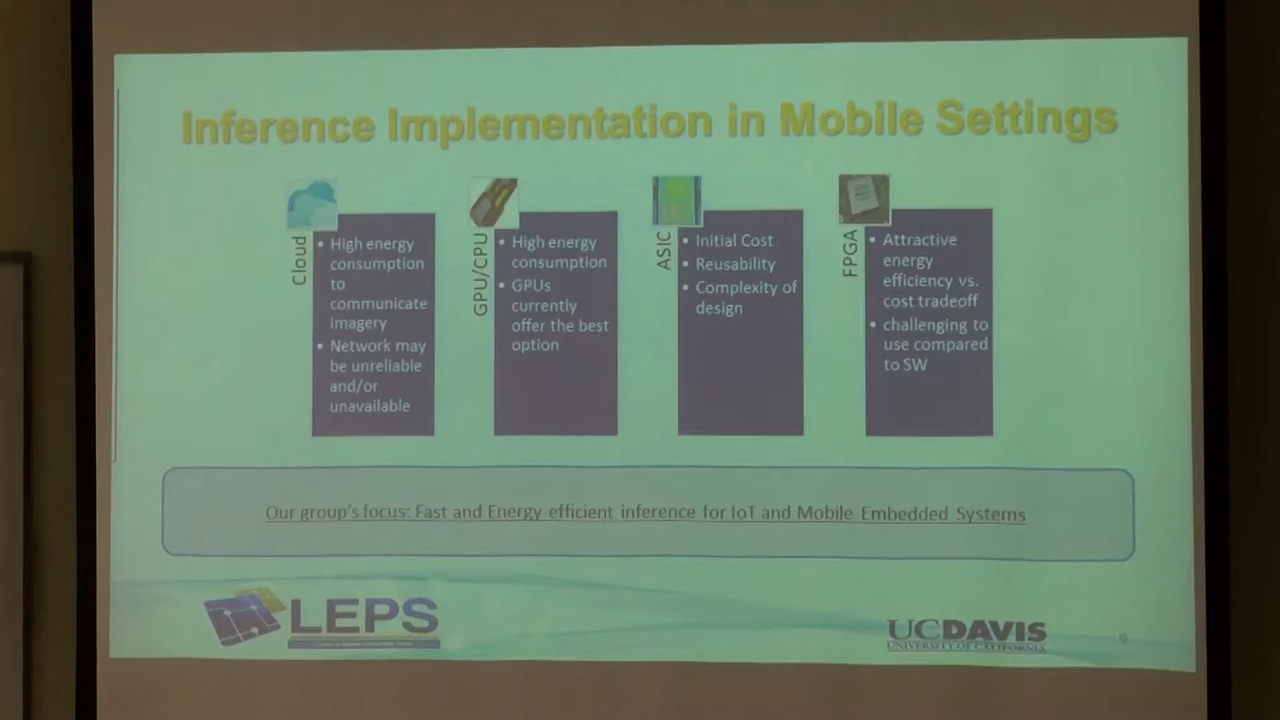 Inference Implementation in Mobile Settings
Cloud
• High energy
consumption
to
communicate
imagery
• Network may
be unreliable
and/or
unavailable
GPU/CPU
• High energy
consumption
• GPUs
currently
offer the best
option
ASIC
• Initial Cost
• Reusability
• Complexity of
design
FPGA
• Attractive
energy
efficiency vs.
cost tradeoff
• challenging to
use compared
to SW
Our group's focus: Fast and Energy efficient inference for IoT and Mobile Embedded Systems
LEPS
UCDAVIS
UNIVERSITY OF CALIFORNIA